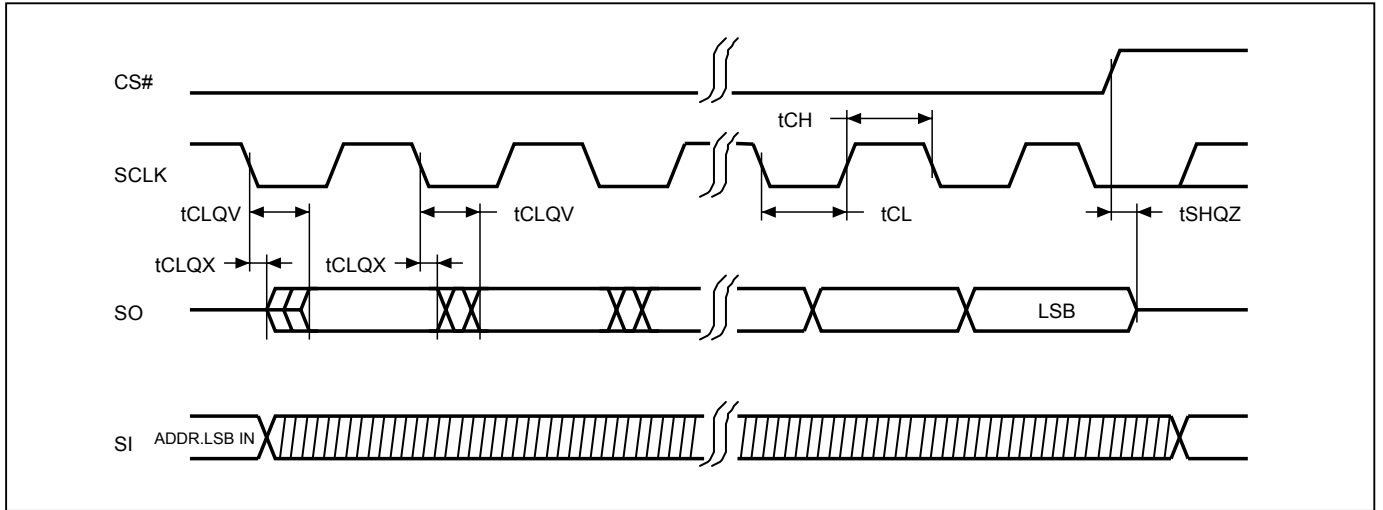 CS#
tCH
SCLK
tCLQV
tCLQV
tCL
tSHQZ
tCLQX
tCLQX
SO
LSB
SI
ADDR.LSB IN